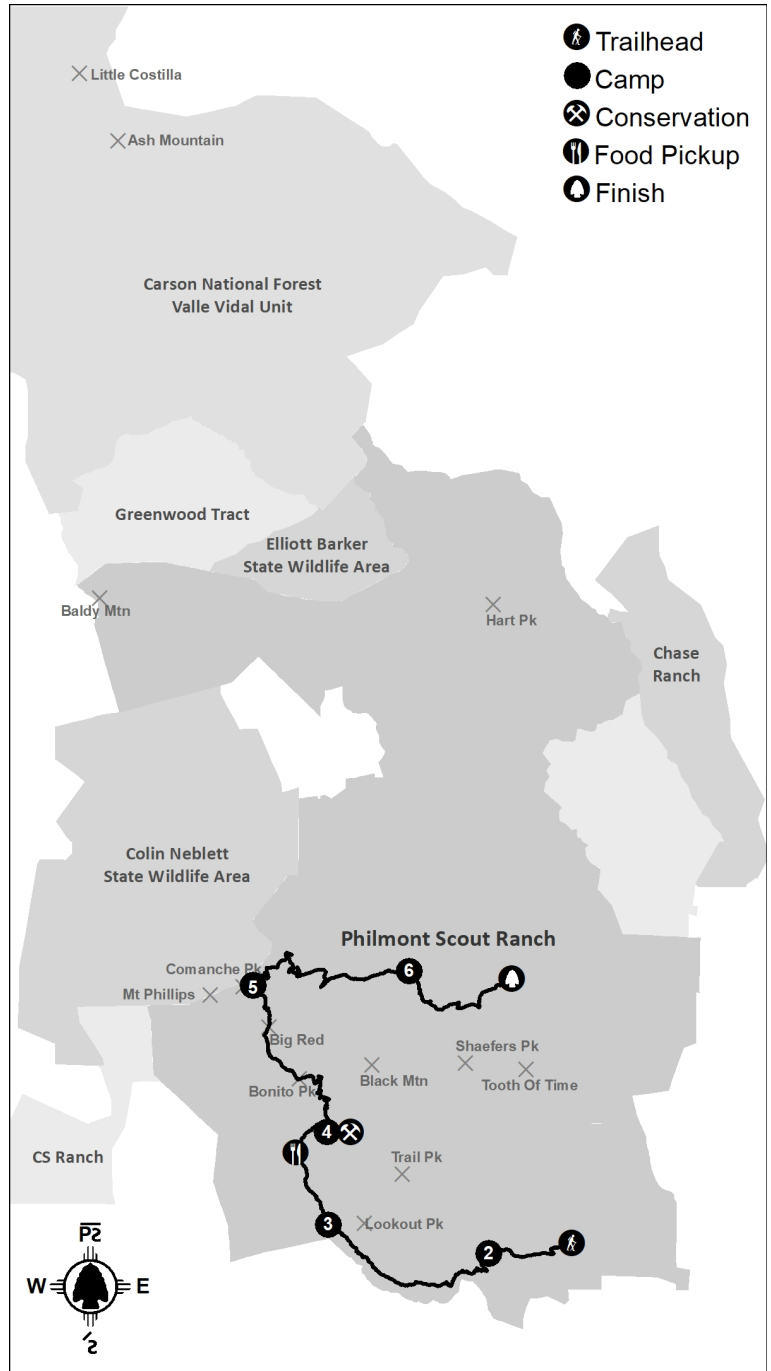 Trailhead
Camp
Conservation
Food Pickup
Finish
Little Costilla
Ash Mountain
Carson National Forest
Valle Vidal Unit
Greenwood Tract
Elliott Barker
State Wildlife Area
Baldy Mtn
Hart Pk
Chase
Ranch
Colin Neblett
State Wildlife Area
Philmont Scout Ranch
Comanche Pk
6
5
Mt Phillips
Big Red
Shaefers Pk
Black Mtn
Tooth Of Time
Bonito Pk
4
CS Ranch
Trail Pk
3
Lookout Pk
2
W
E